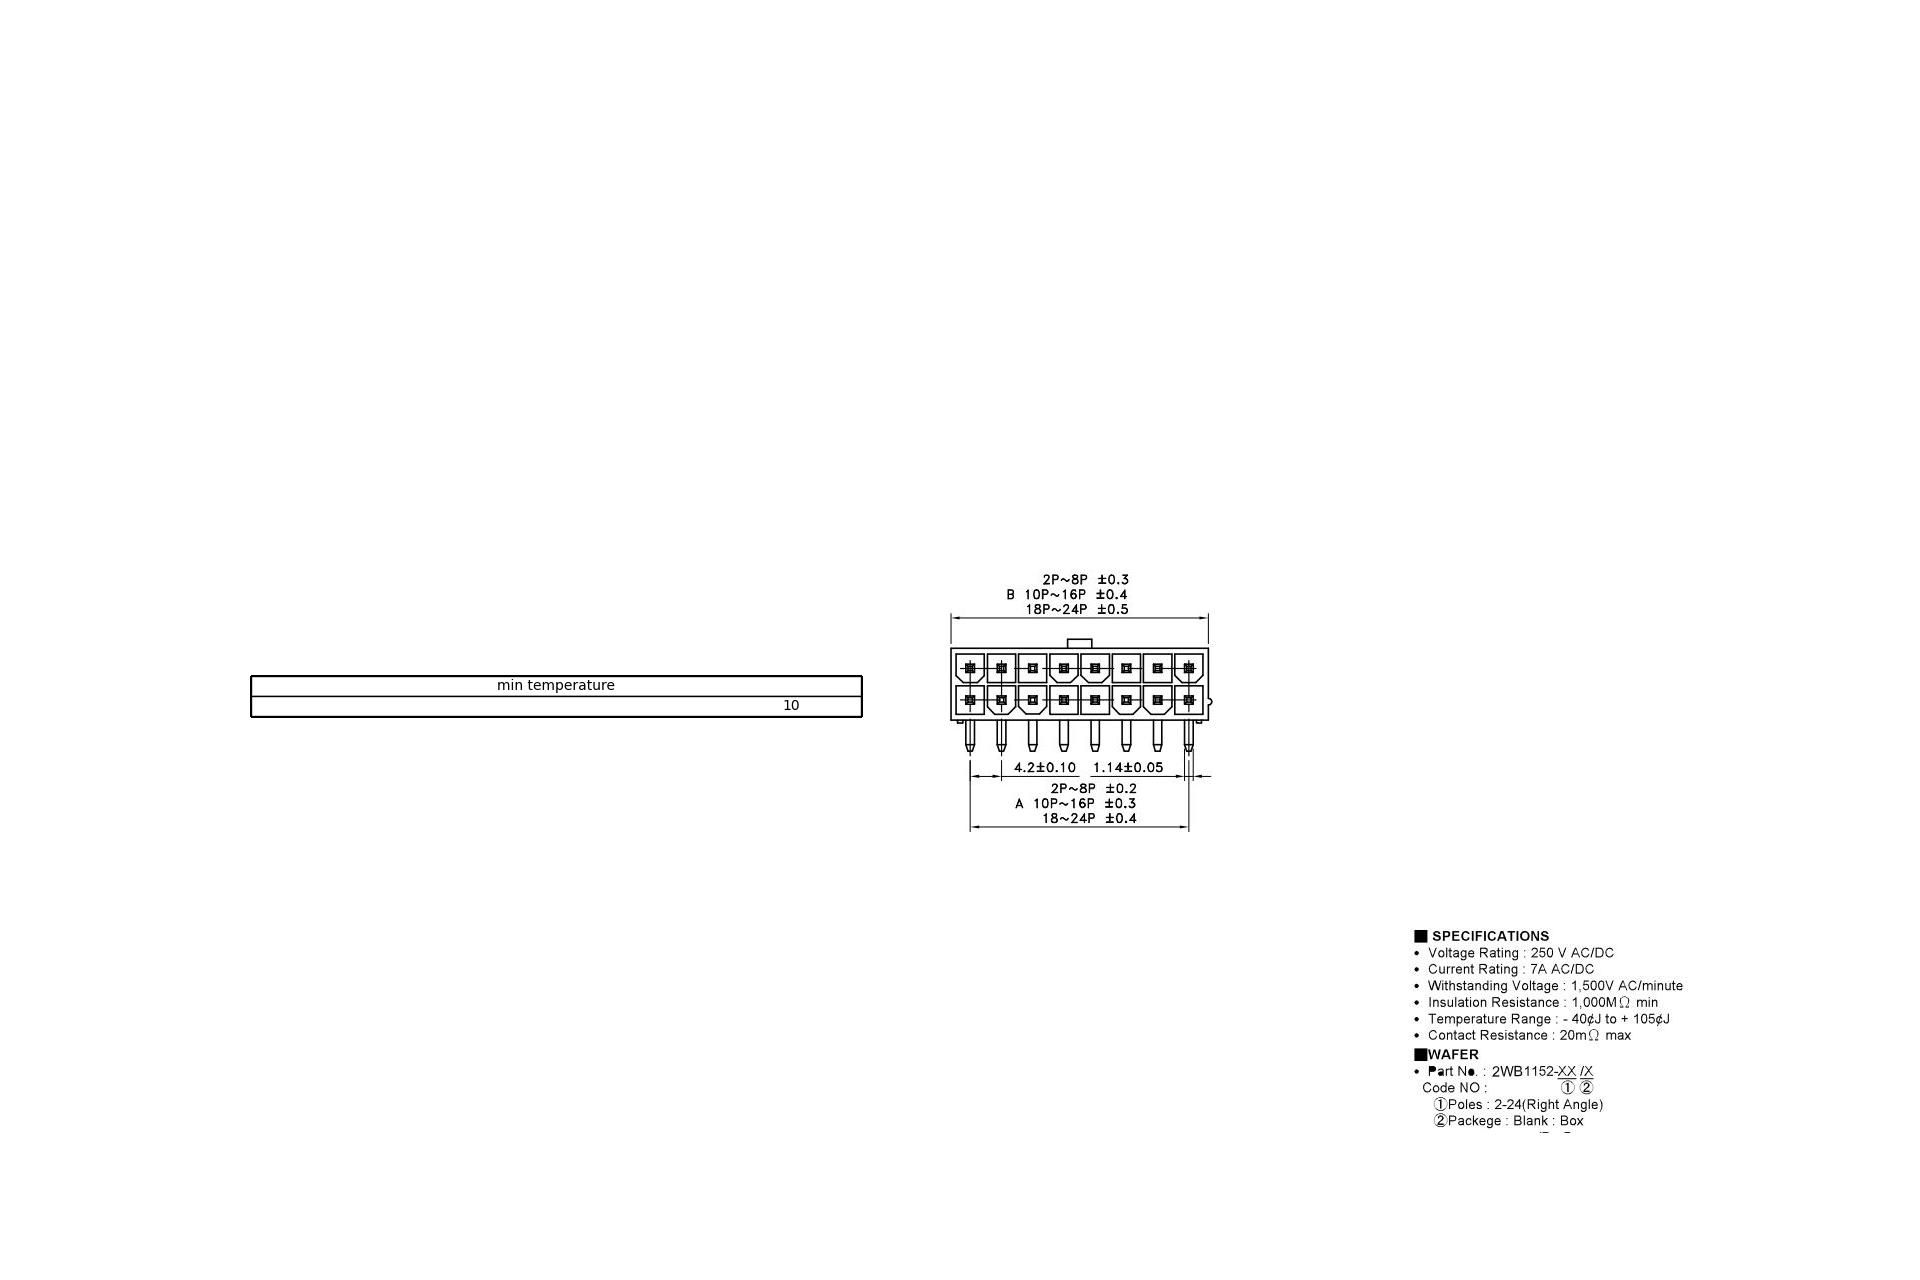 2P~8P ±0.3
B 10P~16P ±0.4
18P~24P ±0.5
min temperature
10
4.2±0.10 1.14±0.05
2P~8P ±0.2
A 10P~16P ±0.3
18~24P ±0.4
■ SPECIFICATIONS
• Voltage Rating : 250 V AC/DC
• Current Rating : 7A AC/DC
• Withstanding Voltage : 1,500V AC/minute
• Insulation Resistance : 1,000MΩ min
• Temperature Range : - 40¢J to + 105¢J
• Contact Resistance : 20mΩ max
■WAFER
• Part No. : 2WB1152-XX /X
Code NO : ① ②
①Poles : 2-24(Right Angle)
②Packege : Blank : Box